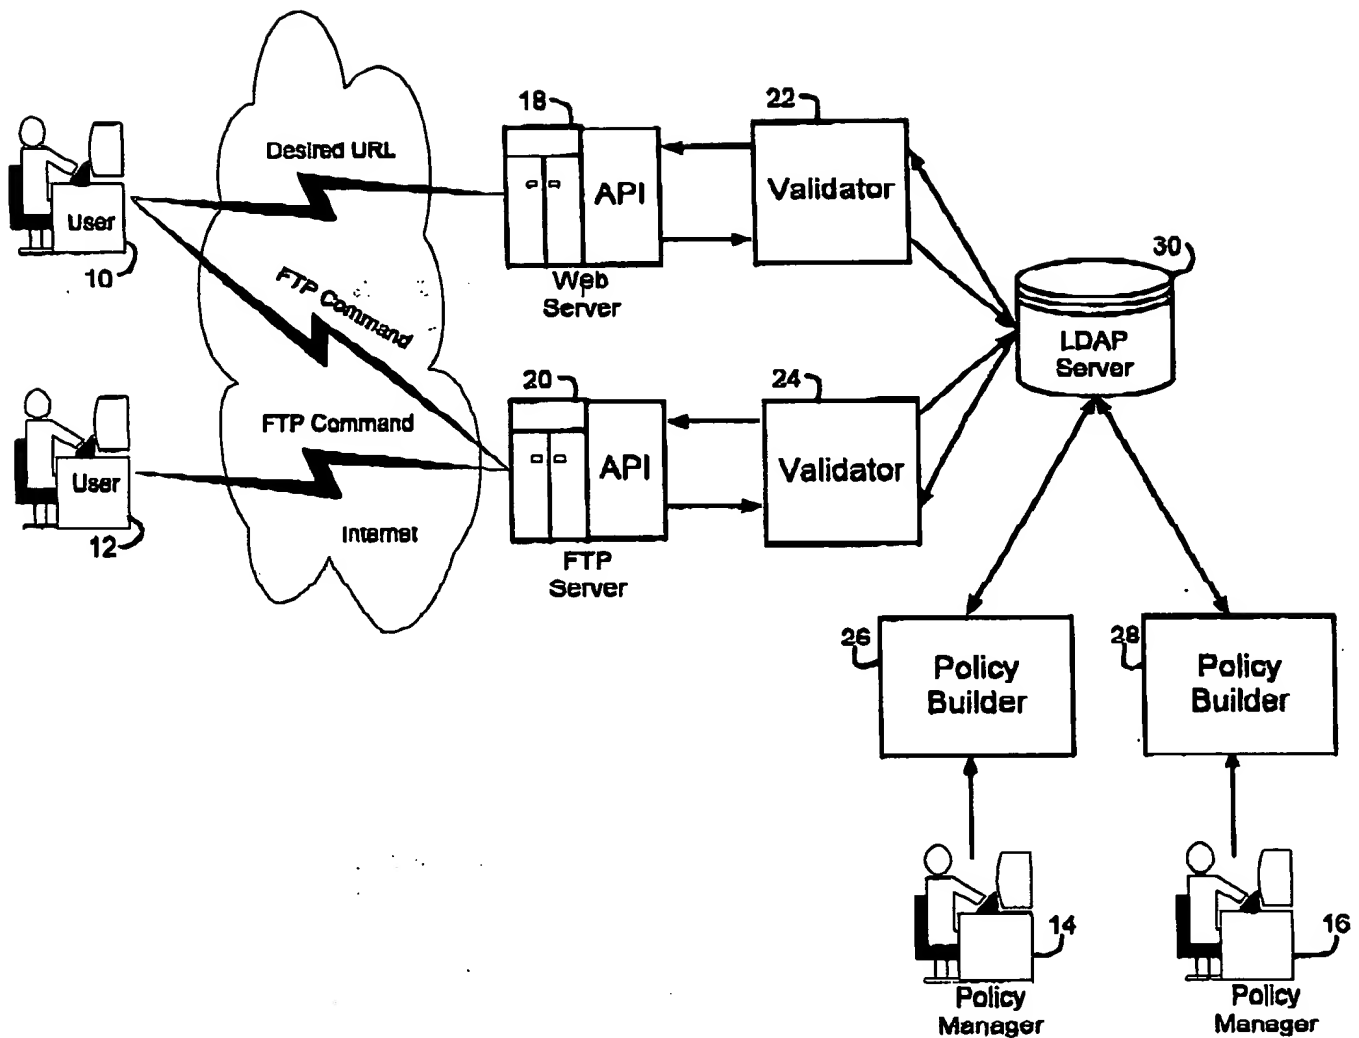 18
22
Desired URL
API
Validator
User
10
Web
Server
30
FTP Command
LDAP
Server
20
24
FTP Command
API
Validator
User
12
Internet
FTP
Server
26
Policy
Builder
28
Policy
Builder
14
Policy
Manager
16
Policy
Manager